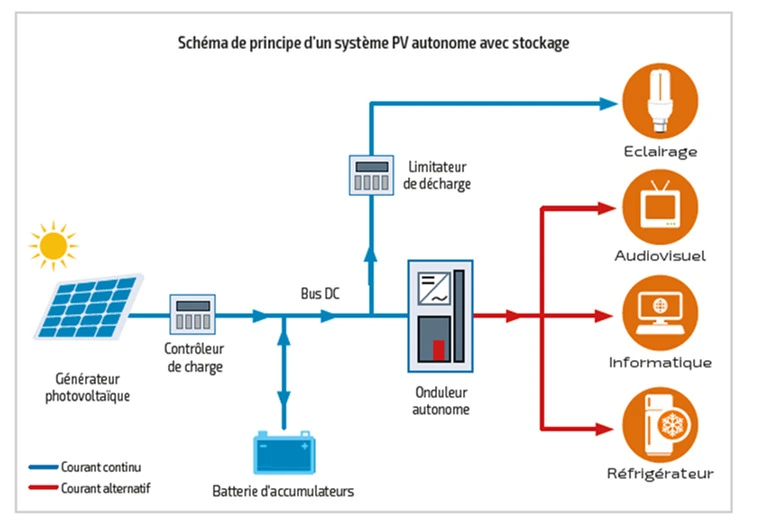 Schéma de principe d'un système PV autonome avec stockage
Eclairage
Limitateur
de décharge
Audiovisuel
Bus DC
Contrôleur
de charge
Informatique
Générateur
photovoltaïque
Onduleur
autonome
Courant continu
Courant alternatif
Batterie d'accumulateurs
Réfrigérateur